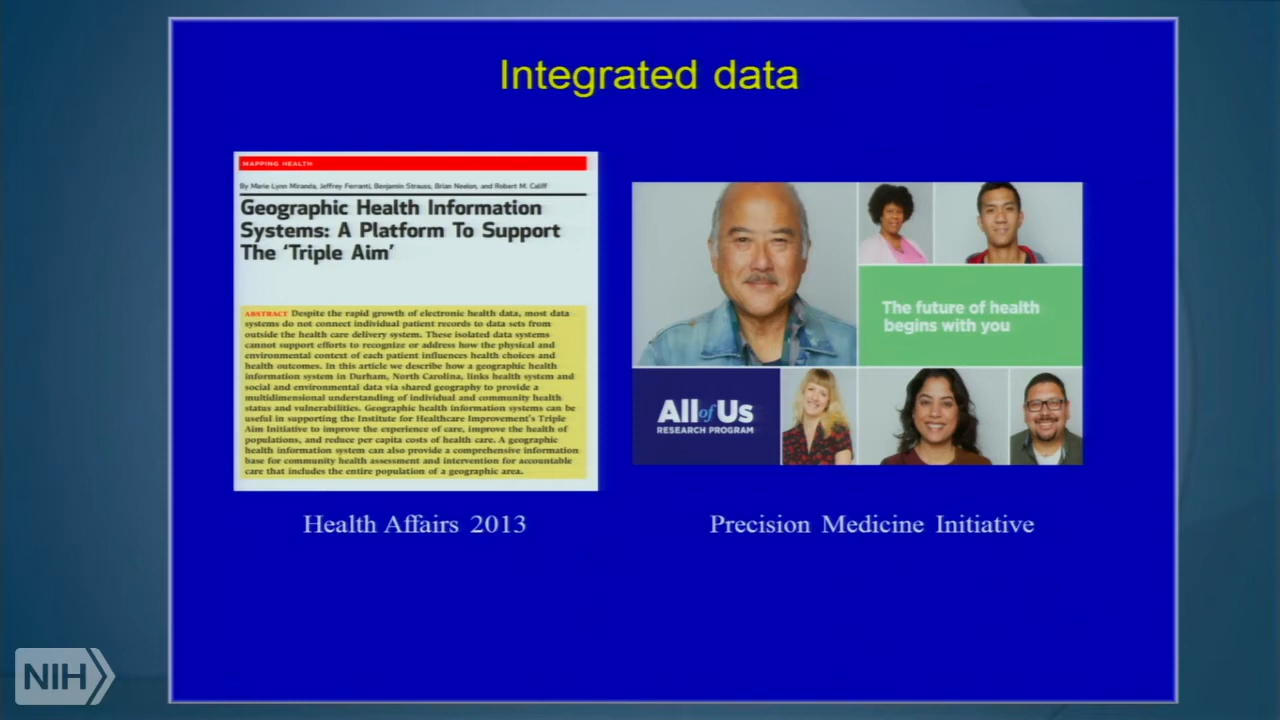 Integrated data
MAPPING HEALTH
By Marie Lynn Miranda, Jeffrey Ferranti, Benjamin Strauss, Brian Neelon, and Robert M. Califf
Geographic Health Information
Systems: A Platform To Support
The ‘Triple Aim’
ABSTRACT Despite the rapid growth of electronic health data, most data
systems do not connect individual patient records to data sets from
outside the health care delivery system. These isolated data systems
cannot support efforts to recognize or address how the physical and
environmental context of each patient influences health choices and
health outcomes. In this article we describe how a geographic health
information system in Durham, North Carolina, links health system and
social and environmental data via shared geography to provide a
multidimensional understanding of individual and community health
status and vulnerabilities. Geographic health information systems can be
useful in supporting the Institute for Healthcare Improvement's Triple
Aim Initiative to improve the experience of care, improve the health of
populations, and reduce per capita costs of health care. A geographic
health information system can also provide a comprehensive information
base for community health assessment and intervention for accountable
care that includes the entire population of a geographic area.
The future of health
begins with you
All of Us
RESEARCH PROGRAM
Health Affairs 2013
Precision Medicine Initiative
NIH